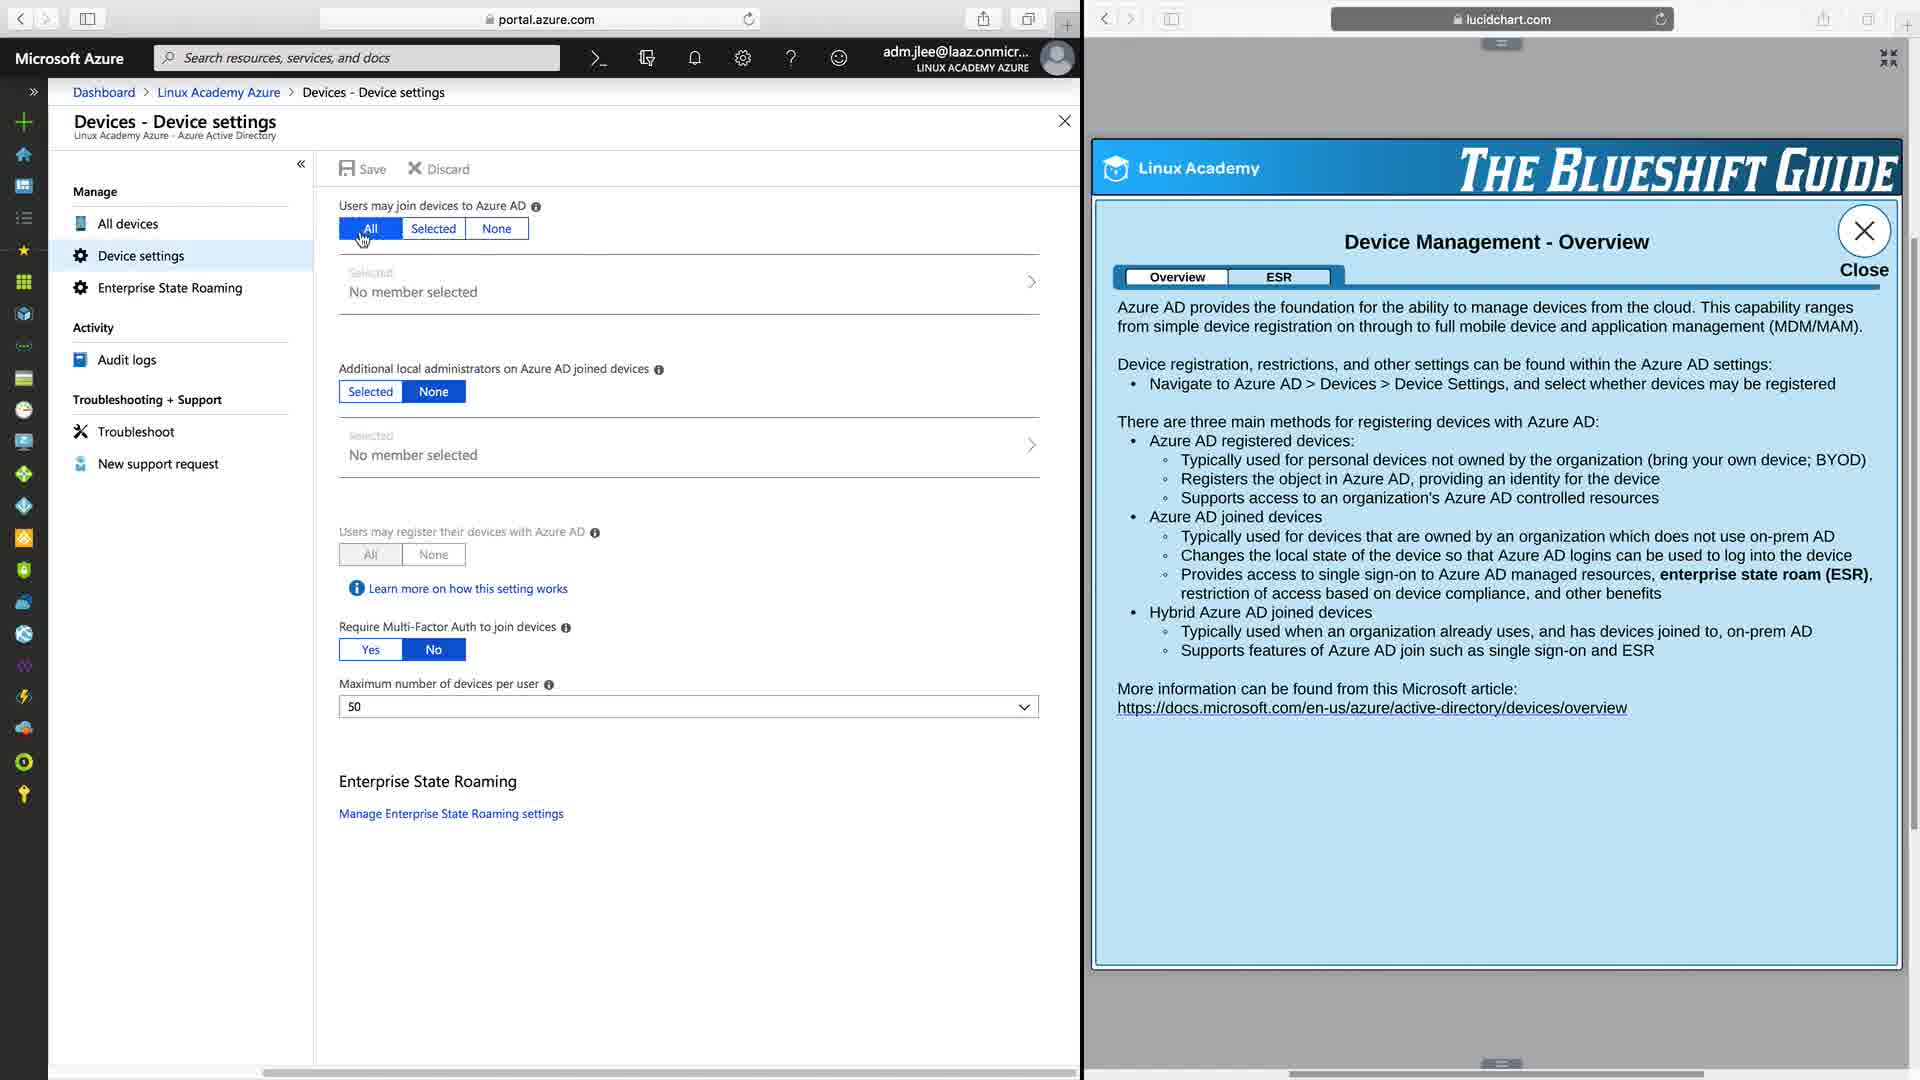 portal.azure.com
Microsoft Azure
Search resources, services, and docs
adm.jlee@laaz.onmicr...
LINUX ACADEMY AZURE
Dashboard > Linux Academy Azure > Devices - Device settings
Devices - Device settings
Linux Academy Azure - Azure Active Directory
Manage
All devices
Device settings
Enterprise State Roaming
Activity
Audit logs
Troubleshooting + Support
Troubleshoot
New support request
Save
Discard
Users may join devices to Azure AD
All
Selected
None
Selected
No member selected
Additional local administrators on Azure AD joined devices
Selected
None
Selected
No member selected
Users may register their devices with Azure AD
All
None
Learn more on how this setting works
Require Multi-Factor Auth to join devices
Yes
No
Maximum number of devices per user
50
Enterprise State Roaming
Manage Enterprise State Roaming settings
lucidchart.com
Linux Academy
THE BLUESHIFT GUIDE
Device Management - Overview
Close
Overview
ESR
Azure AD provides the foundation for the ability to manage devices from the cloud. This capability ranges
from simple device registration on through to full mobile device and application management (MDM/MAM).
Device registration, restrictions, and other settings can be found within the Azure AD settings:
• Navigate to Azure AD > Devices > Device Settings, and select whether devices may be registered
There are three main methods for registering devices with Azure AD:
• Azure AD registered devices:
◦ Typically used for personal devices not owned by the organization (bring your own device; BYOD)
◦ Registers the object in Azure AD, providing an identity for the device
◦ Supports access to an organization's Azure AD controlled resources
• Azure AD joined devices
◦ Typically used for devices that are owned by an organization which does not use on-prem AD
◦ Changes the local state of the device so that Azure AD logins can be used to log into the device
◦ Provides access to single sign-on to Azure AD managed resources, enterprise state roam (ESR),
restriction of access based on device compliance, and other benefits
• Hybrid Azure AD joined devices
◦ Typically used when an organization already uses, and has devices joined to, on-prem AD
◦ Supports features of Azure AD join such as single sign-on and ESR
More information can be found from this Microsoft article:
https://docs.microsoft.com/en-us/azure/active-directory/devices/overview